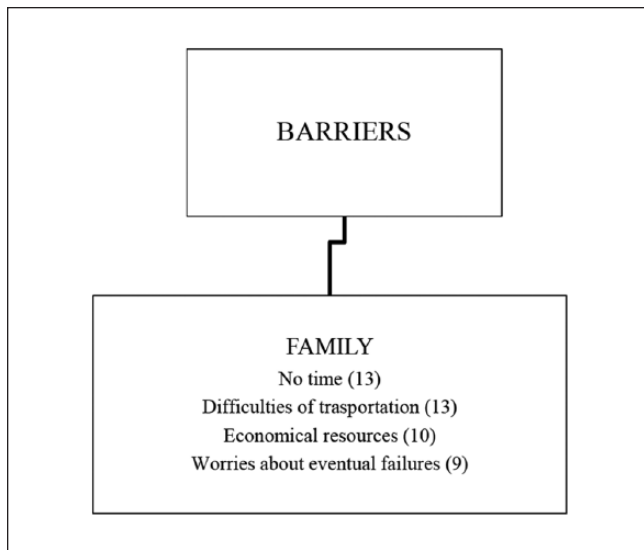 BARRIERS
FAMILY
No time (13)
Difficulties of trasportation (13)
Economical resources (10)
Worries about eventual failures (9)